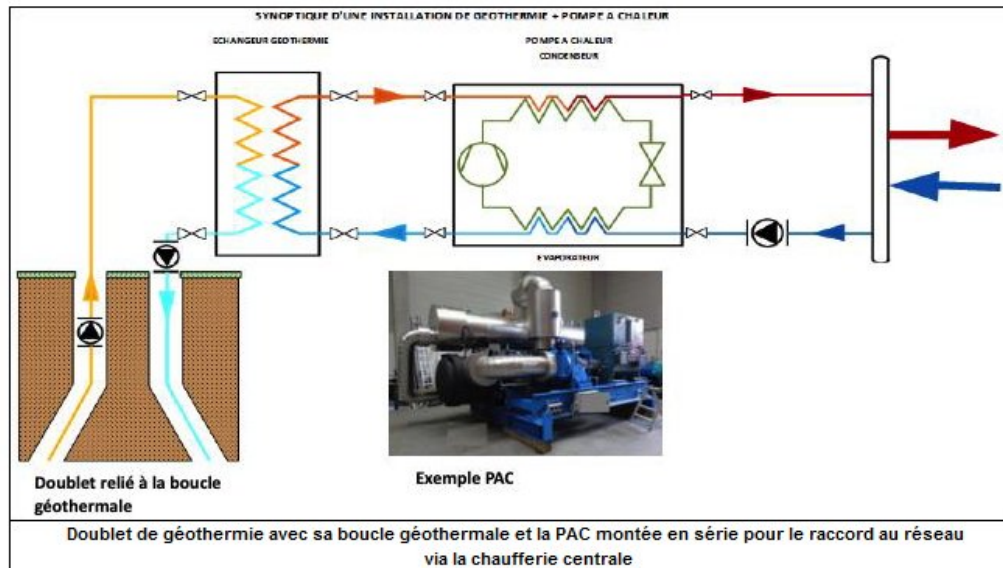 SYNOPTIQUE D'UNE INSTALLATION DE GEOTHERMIE + POMPE A CHALEUR
ECHANGEUR GEOTHERMIE
POMPE A CHALEUR
CONDENSEUR
EVAPORATEUR
Doublet relié à la boucle
géothermale
Exemple PAC
Doublet de géothermie avec sa boucle géothermale et la PAC montée en série pour le raccord au réseau
via la chaufferie centrale